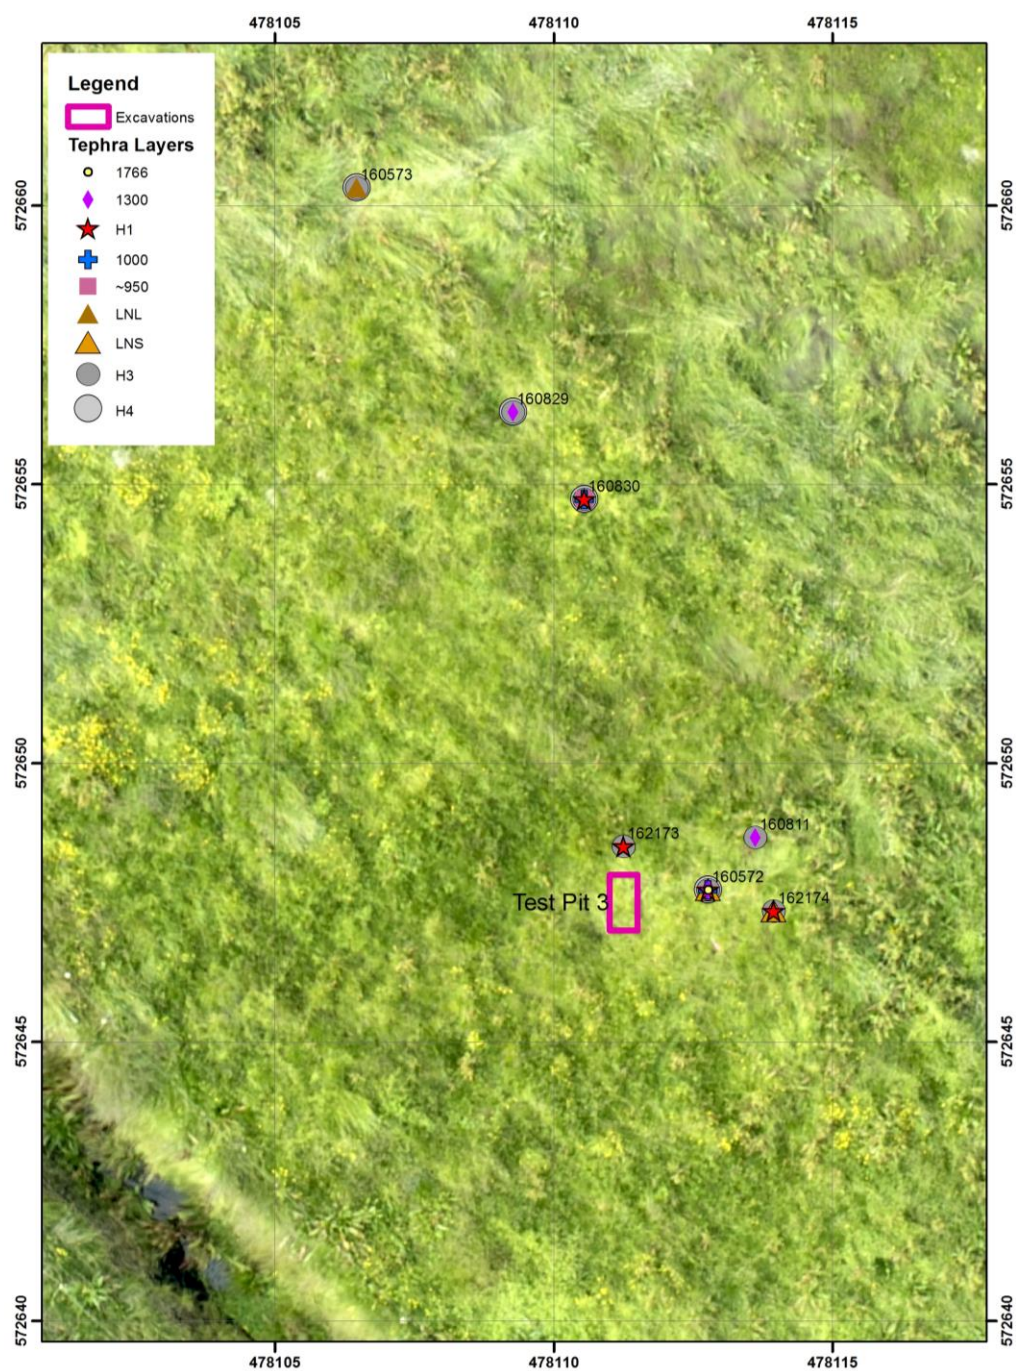 478105 478110 478115
Legend
Excavations
Tephra Layers
1766
1300
H1
1000
~950
LNL
LNS
H3
H4
160573
572660 572660
160829
160830
572655 572655
572650 572650
162173 160811
160572
Test Pit 3 162174
572645 572645
572640 572640
478105 478110 478115